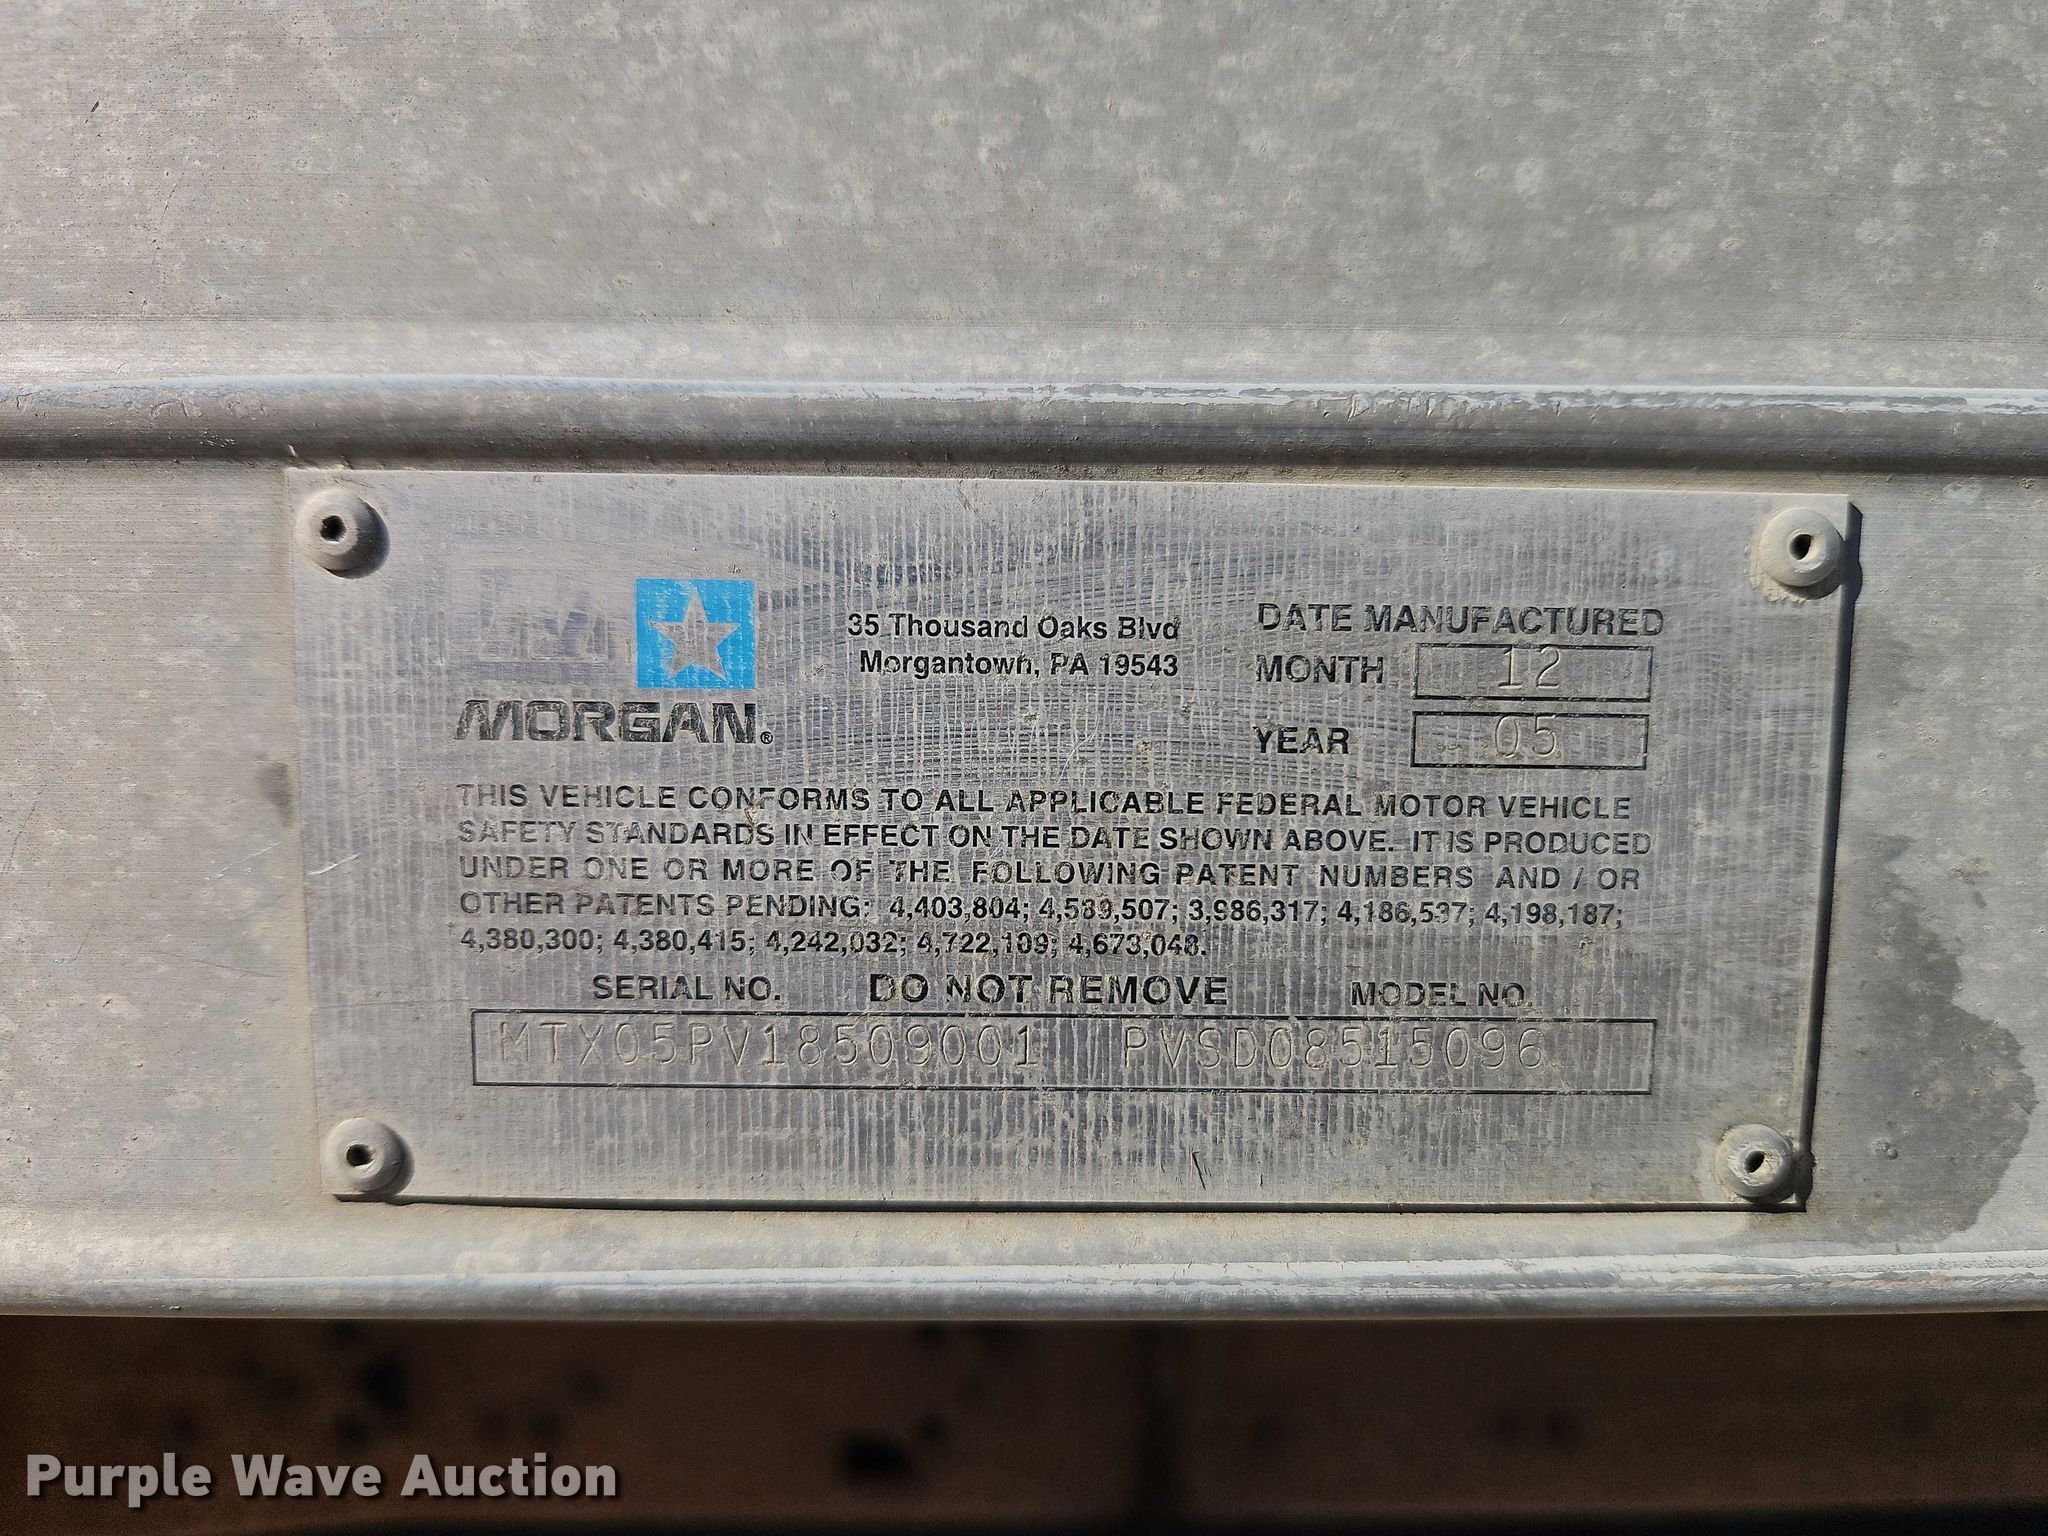 MORGAN®
35 Thousand Oaks Blvd
Morgantown, PA 19543
DATE MANUFACTURED
MONTH 12
YEAR 05
THIS VEHICLE CONFORMS TO ALL APPLICABLE FEDERAL MOTOR VEHICLE
SAFETY STANDARDS IN EFFECT ON THE DATE SHOWN ABOVE. IT IS PRODUCED
UNDER ONE OR MORE OF THE FOLLOWING PATENT NUMBERS AND / OR
OTHER PATENTS PENDING: 4,403,804; 4,589,507; 3,986,317; 4,186,537; 4,198,187;
4,380,300; 4,380,415; 4,242,032; 4,722,109; 4,673,048.
SERIAL NO. DO NOT REMOVE MODEL NO.
MTX05PV18509001 PVSD08515096
Purple Wave Auction